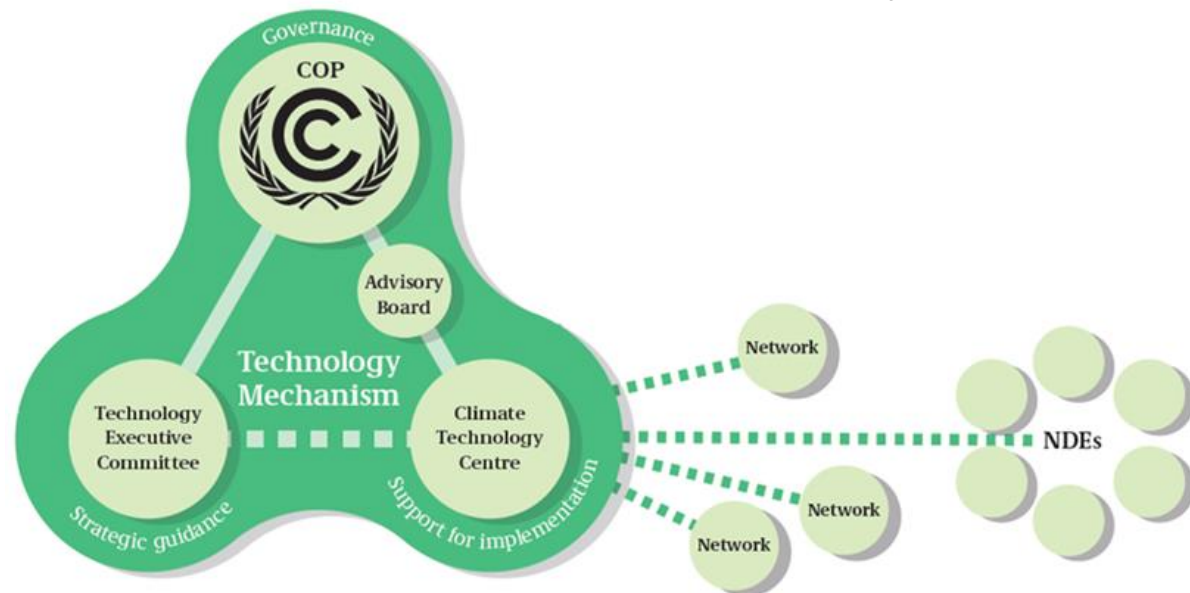 Governance
COP
Advisory
Board
Technology
Mechanism
Technology
Executive
Committee
Climate
Technology
Centre
Strategic guidance
Support for implementation
Network
NDEs
Network
Network